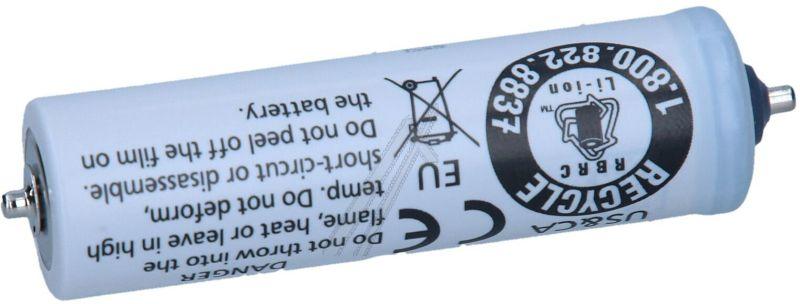 DANGER
Do not throw into the
flame, heat or leave in high
temp. Do not deform,
short-circut or disassemble.
Do not peel off the film on
the battery.
US&CA
CE
EU
RECYCLE
RBRC
Li-ion
TM
1.800.822.8837